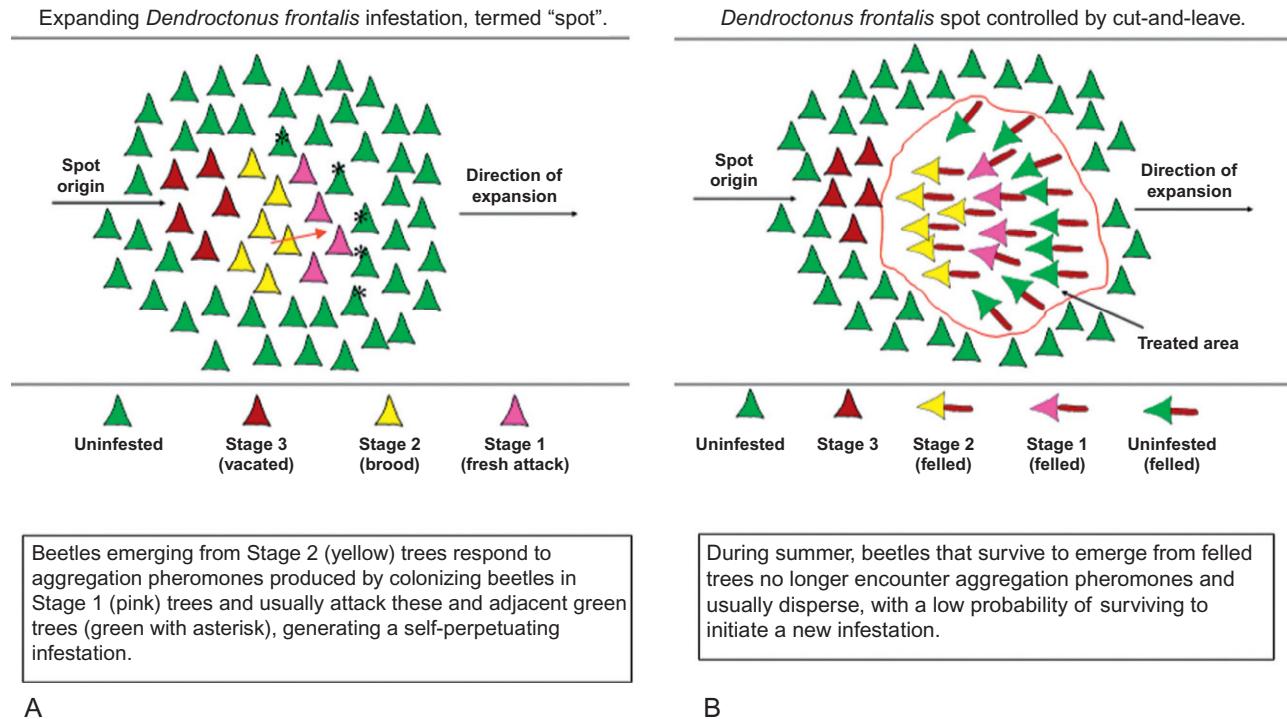 Expanding Dendroctonus frontalis infestation, termed “spot”.
Spot
origin
Direction of
expansion
*
*
*
*
*
Uninfested
Stage 3
(vacated)
Stage 2
(brood)
Stage 1
(fresh attack)
Beetles emerging from Stage 2 (yellow) trees respond to
aggregation pheromones produced by colonizing beetles in
Stage 1 (pink) trees and usually attack these and adjacent green
trees (green with asterisk), generating a self-perpetuating
infestation.
A
Dendroctonus frontalis spot controlled by cut-and-leave.
Spot
origin
Direction of
expansion
Treated area
Uninfested
Stage 3
Stage 2
(felled)
Stage 1
(felled)
Uninfested
(felled)
During summer, beetles that survive to emerge from felled
trees no longer encounter aggregation pheromones and
usually disperse, with a low probability of surviving to
initiate a new infestation.
B